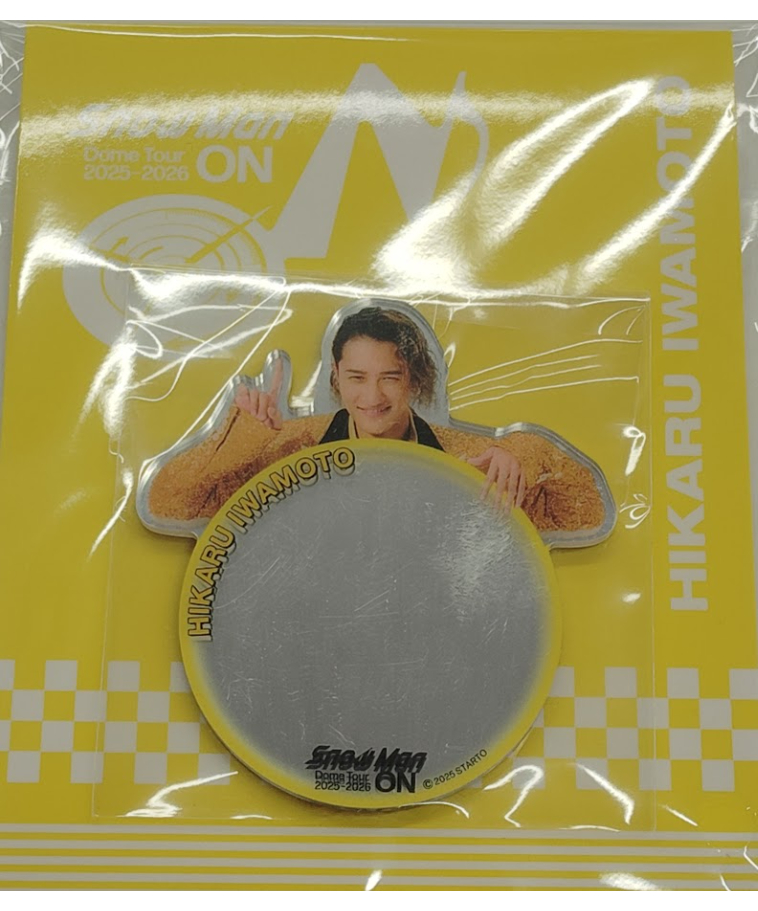 Snow Man
Dome Tour
2025-2026 ON
HIKARU IWAMOTO
HIKARU IWAMOTO
Snow Man
Dome Tour
2025-2026 ON
© 2025 STARTO